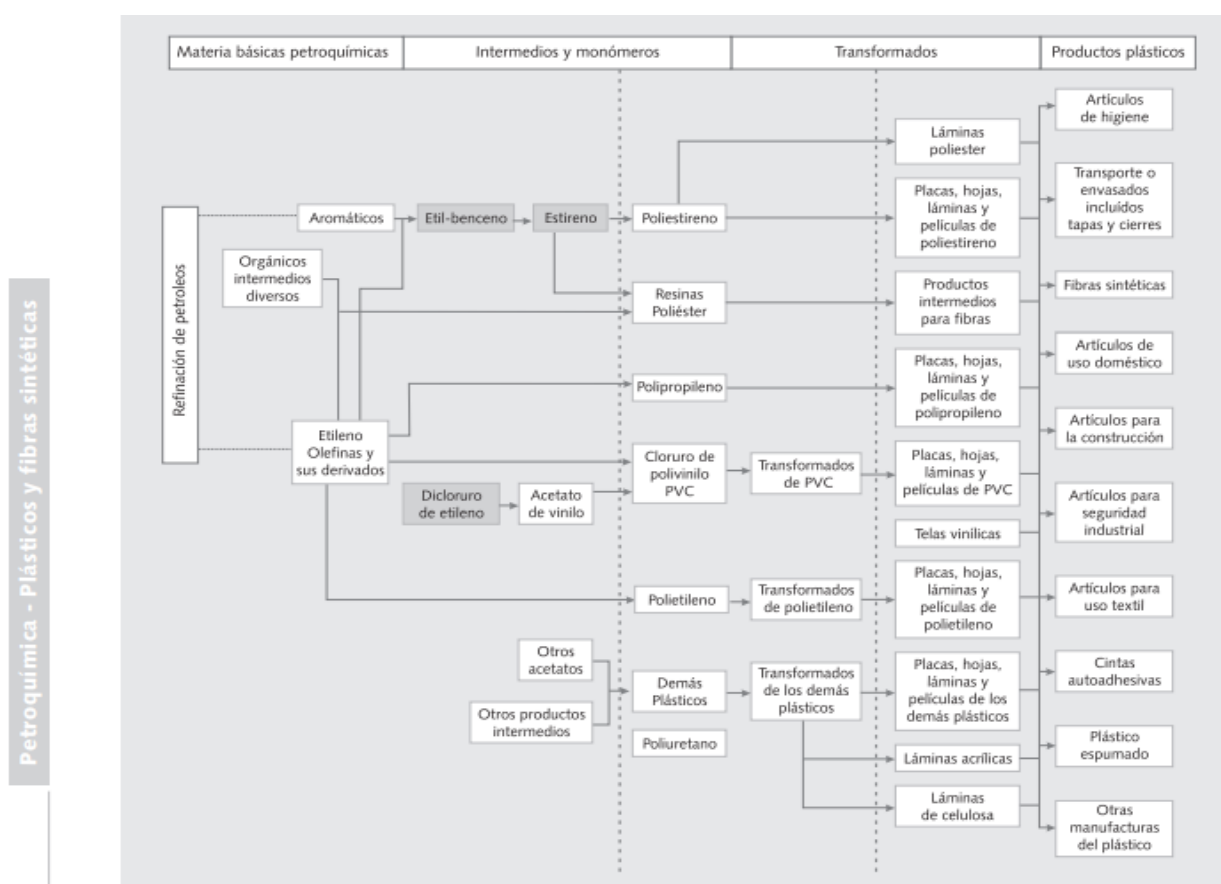 Materia básicas petroquímicas
Intermedios y monómeros
Transformados
Productos plásticos
Petroquímica - Plásticos y fibras sintéticas
Refinación de petroleos
Aromáticos
Orgánicos
intermedios
diversos
Etileno
Olefinas y
sus derivados
Etil-benceno
Estireno
Dicloruro
de etileno
Acetato
de vinilo
Otros
acetatos
Otros productos
intermedios
Poliestireno
Resinas
Poliéster
Polipropileno
Cloruro de
polivinilo
PVC
Polietileno
Demás
Plásticos
Poliuretano
Transformados
de PVC
Transformados
de polietileno
Transformados
de los demás
plásticos
Láminas
poliester
Placas, hojas,
láminas y
películas de
poliestireno
Productos
intermedios
para fibras
Placas, hojas,
láminas y
películas de
polipropileno
Placas, hojas,
láminas y
películas de PVC
Telas vinílicas
Placas, hojas,
láminas y
películas de
polietileno
Placas, hojas,
láminas y
películas de los
demás plásticos
Láminas acrílicas
Láminas
de celulosa
Artículos
de higiene
Transporte o
envasados
incluídos
tapas y cierres
Fibras sintéticas
Artículos de
uso doméstico
Artículos para
la construcción
Artículos para
seguridad
industrial
Artículos para
uso textil
Cintas
autoadhesivas
Plástico
espumado
Otras
manufacturas
del plástico